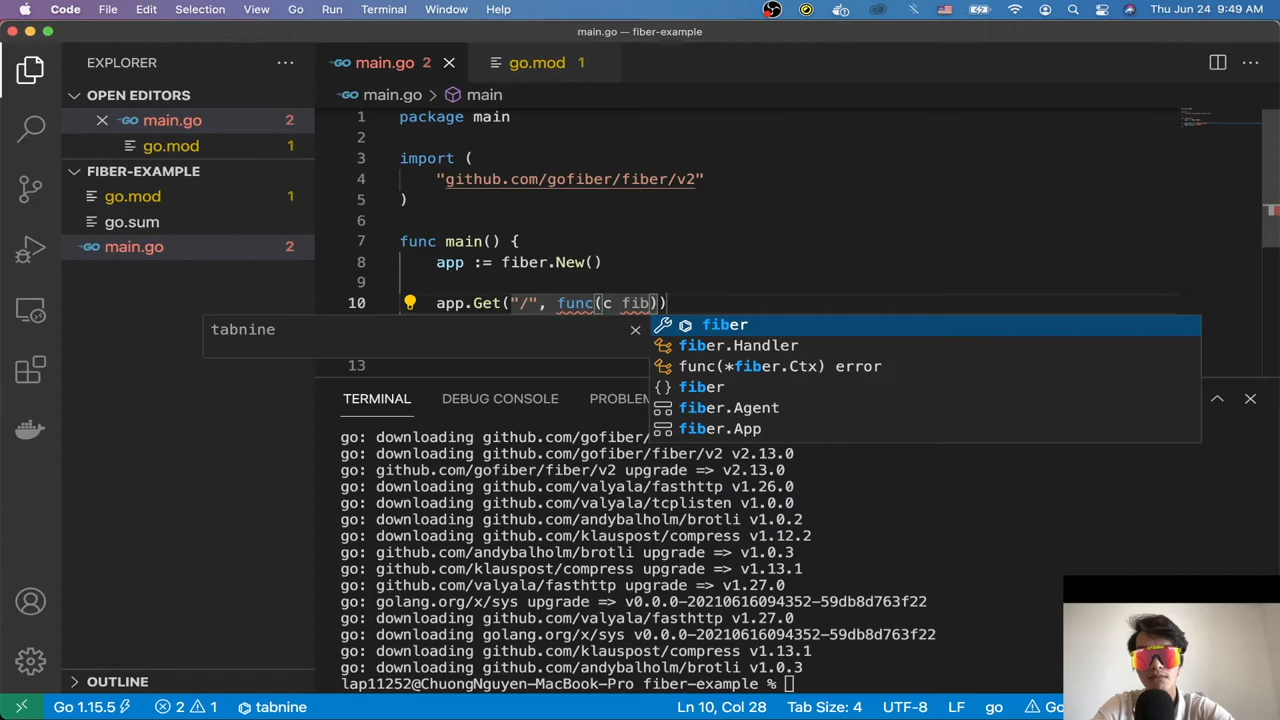 Code File Edit Selection View Go Run Terminal Window Help Thu Jun 24 9:49 AM
main.go — fiber-example
EXPLORER
main.go 2
go.mod 1
OPEN EDITORS
main.go 2
go.mod 1
FIBER-EXAMPLE
go.mod 1
go.sum
main.go 2
OUTLINE
main.go > main
1 package main
2
3 import (
4 "github.com/gofiber/fiber/v2"
5 )
6
7 func main() {
8 app := fiber.New()
9
10 app.Get("/", func(c fib))
13
tabnine
fiber
fiber.Handler
func(*fiber.Ctx) error
fiber
fiber.Agent
fiber.App
TERMINAL DEBUG CONSOLE PROBLEM
go: downloading github.com/gofiber/
go: downloading github.com/gofiber/fiber/v2 v2.13.0
go: github.com/gofiber/fiber/v2 upgrade => v2.13.0
go: downloading github.com/valyala/fasthttp v1.26.0
go: downloading github.com/valyala/tcplisten v1.0.0
go: downloading github.com/andybalholm/brotli v1.0.2
go: downloading github.com/klauspost/compress v1.12.2
go: github.com/andybalholm/brotli upgrade => v1.0.3
go: github.com/klauspost/compress upgrade => v1.13.1
go: github.com/valyala/fasthttp upgrade => v1.27.0
go: golang.org/x/sys upgrade => v0.0.0-20210616094352-59db8d763f22
go: downloading github.com/valyala/fasthttp v1.27.0
go: downloading golang.org/x/sys v0.0.0-20210616094352-59db8d763f22
go: downloading github.com/klauspost/compress v1.13.1
go: downloading github.com/andybalholm/brotli v1.0.3
lap11252@ChuongNguyen-MacBook-Pro fiber-example %
Go 1.15.5 2 1 tabnine Ln 10, Col 28 Tab Size: 4 UTF-8 LF go Go